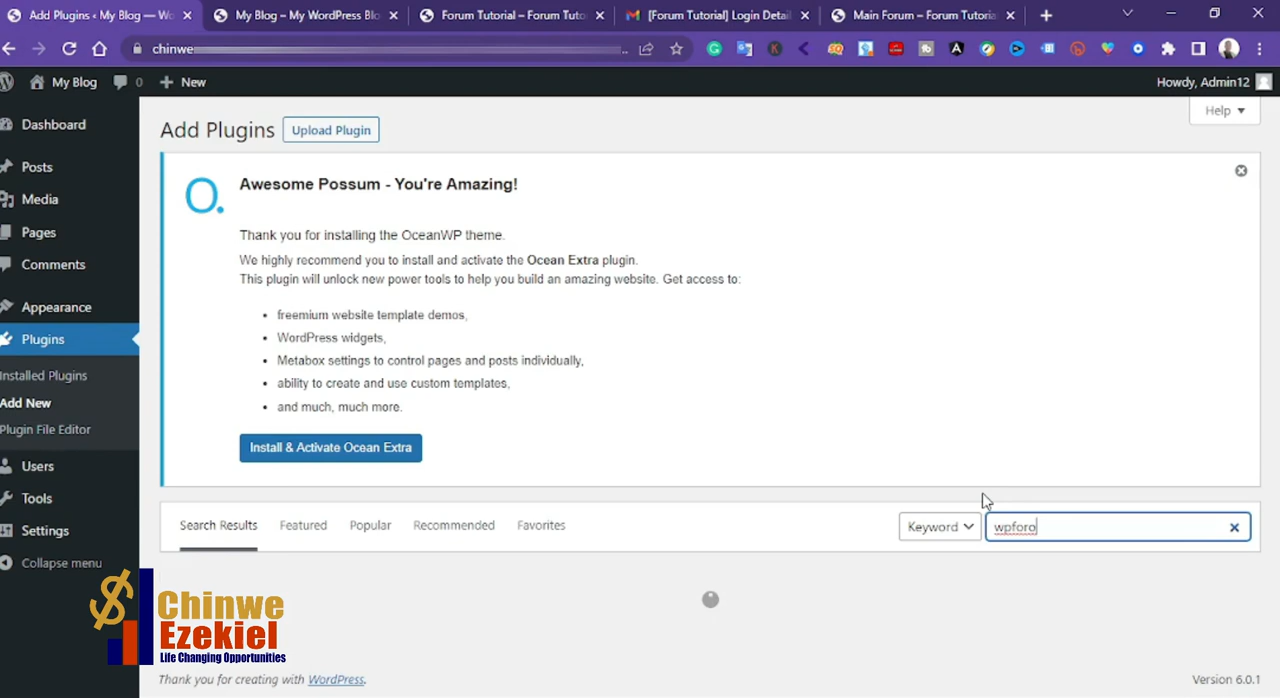 Add Plugins ‹ My Blog — Wo
My Blog – My WordPress Blo
Forum Tutorial – Forum Tuto
[Forum Tutorial] Login Detail
Main Forum – Forum Tutoria
chinwe
..
My Blog
0
New
Howdy, Admin12
Dashboard
Posts
Media
Pages
Comments
Appearance
Plugins
Installed Plugins
Add New
Plugin File Editor
Users
Tools
Settings
Collapse menu
Add Plugins
Upload Plugin
Help
O.
Awesome Possum - You're Amazing!
Thank you for installing the OceanWP theme.
We highly recommend you to install and activate the Ocean Extra plugin.
This plugin will unlock new power tools to help you build an amazing website. Get access to:
• freemium website template demos,
• WordPress widgets,
• Metabox settings to control pages and posts individually,
• ability to create and use custom templates,
• and much, much more.
Install & Activate Ocean Extra
Search Results
Featured
Popular
Recommended
Favorites
Keyword
wpforo
Chinwe
Ezekiel
Life Changing Opportunities
Thank you for creating with WordPress.
Version 6.0.1